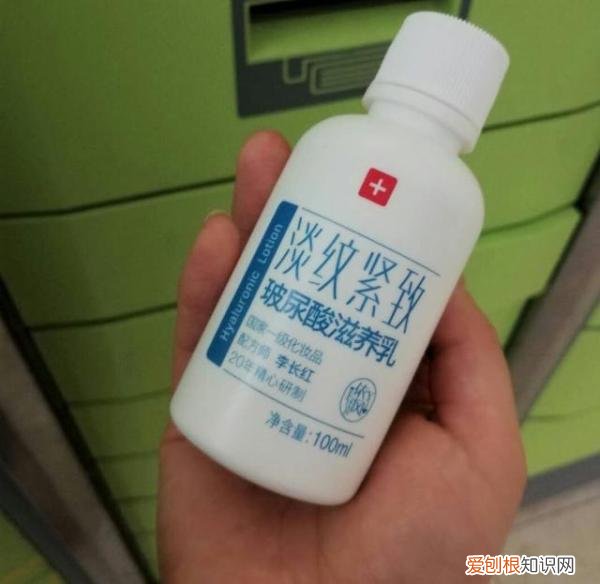 淡纹紧致
玻尿酸滋养乳
Hyaluronic Lotion
国家一级化妆品
配方师 李长红
20年精心研制
净含量:100ml
爱刨根知识网